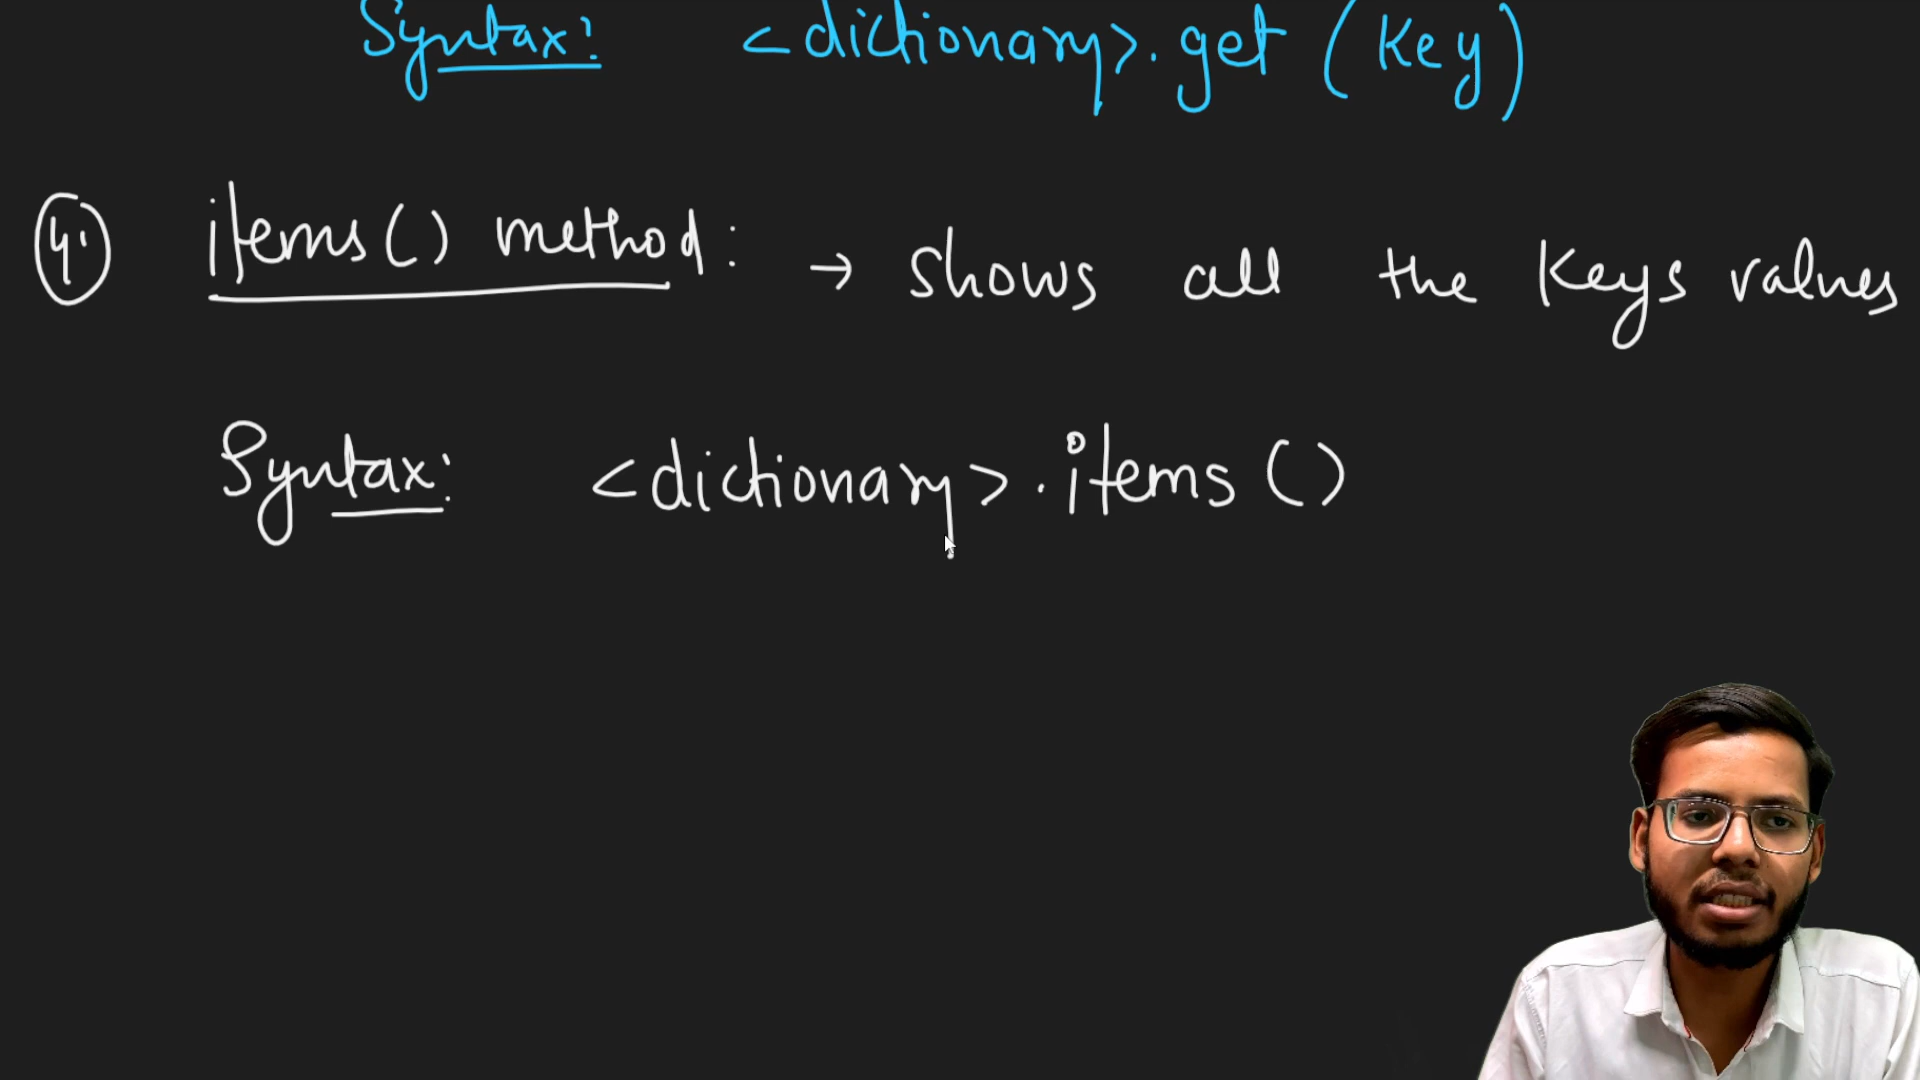 Syntax: <dictionary>.get (key)
4. items() method: → shows all the keys values
Syntax: <dictionary>.items()